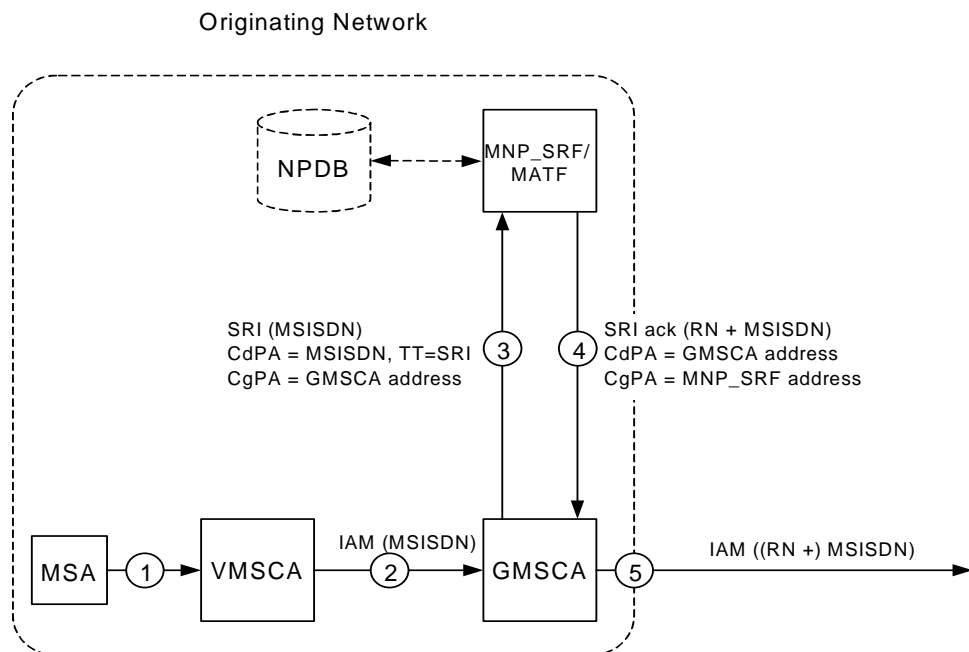 Originating Network
NPDB
MNP_SRF/
MATF
SRI (MSISDN)
CdPA = MSISDN, TT=SRI
CgPA = GMSCA address
3
4
SRI ack (RN + MSISDN)
CdPA = GMSCA address
CgPA = MNP_SRF address
MSA
1
VMSCA
IAM (MSISDN)
2
GMSCA
5
IAM ((RN +) MSISDN)